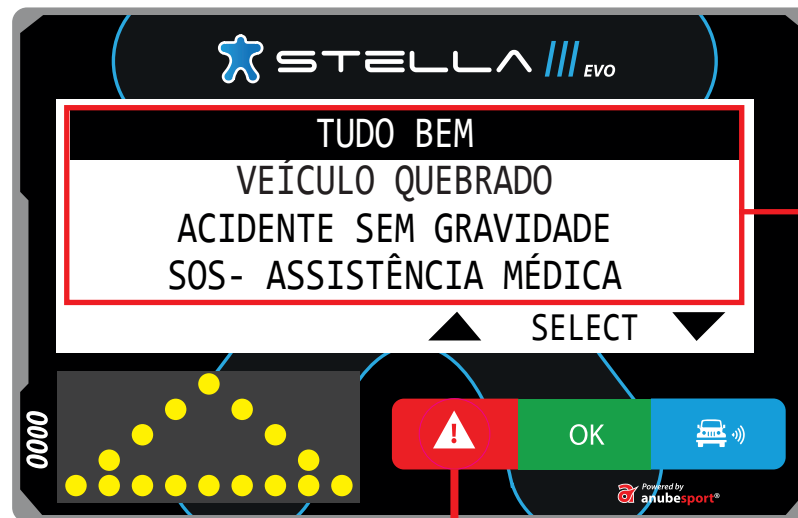 STELLA III EVO
TUDO BEM
VEÍCULO QUEBRADO
ACIDENTE SEM GRAVIDADE
SOS- ASSISTÊNCIA MÉDICA
SELECT
0000
OK
Powered by
anubesport®